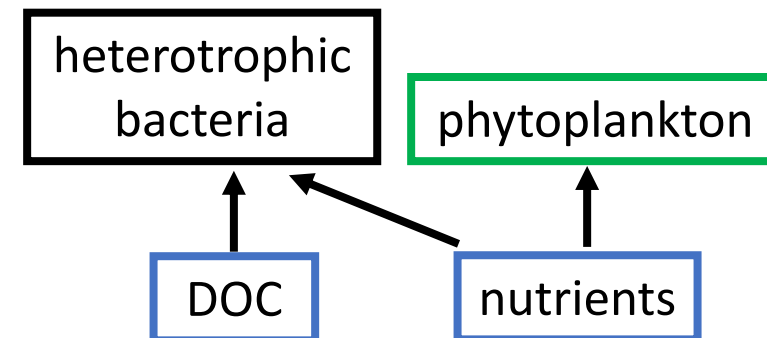 heterotrophic
bacteria
phytoplankton
DOC
nutrients